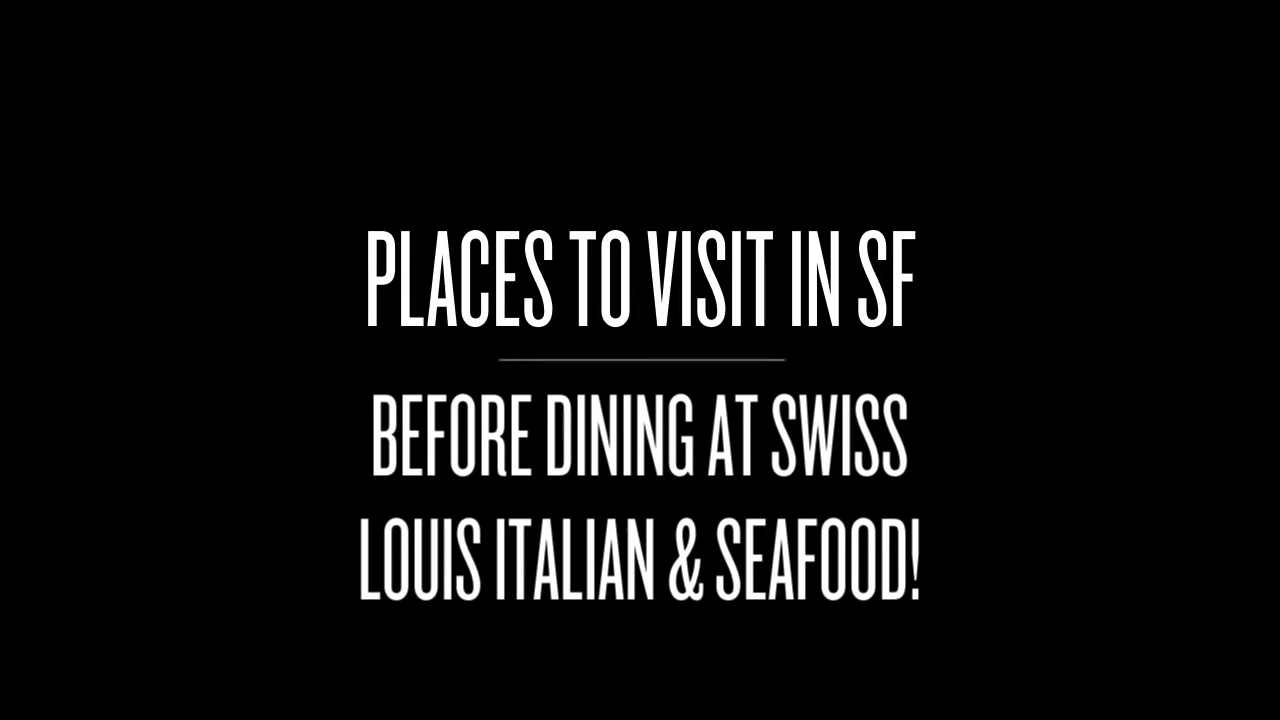 PLACES TO VISIT IN SF
BEFORE DINING AT SWISS
LOUIS ITALIAN & SEAFOOD!